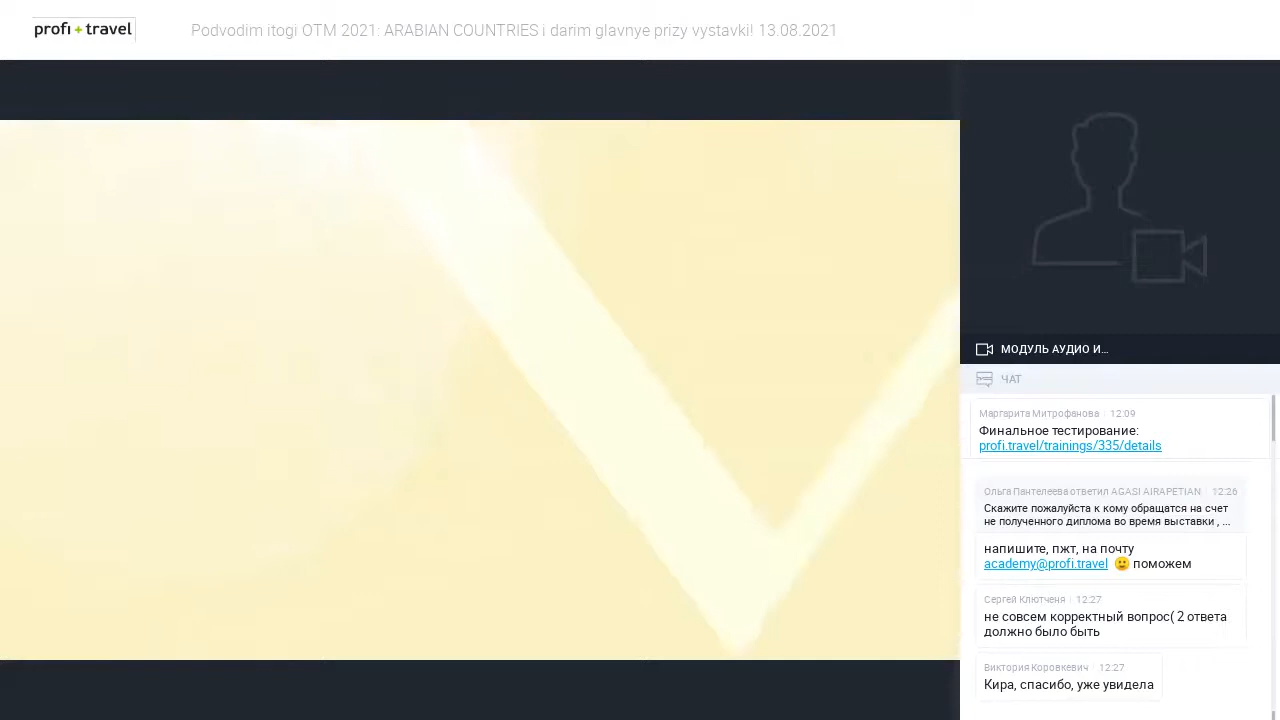 profi + travel
Podvodim itogi OTM 2021: ARABIAN COUNTRIES i darim glavnye prizy vystavki! 13.08.2021
МОДУЛЬ АУДИО И...
ЧАТ
Маргарита Митрофанова 12:09
Финальное тестирование:
profi.travel/trainings/335/details
Ольга Пантелеева ответил AGASI AIRAPETIAN 12:26
Скажите пожалуйста к кому обращатся на счет
не полученного диплома во время выставки , ...
напишите, пжт, на почту
academy@profi.travel 🙂 поможем
Сергей Клютченя 12:27
не совсем корректный вопрос( 2 ответа
должно было быть
Виктория Коровкевич 12:27
Кира, спасибо, уже увидела